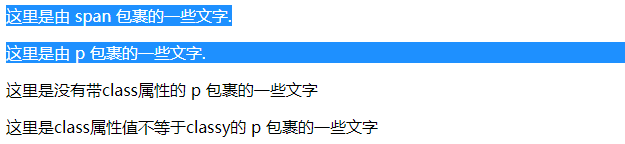 这里是由 span 包裹的一些文字.
这里是由 p 包裹的一些文字.
这里是没有带class属性的 p 包裹的一些文字
这里是class属性值不等于classy的 p 包裹的一些文字